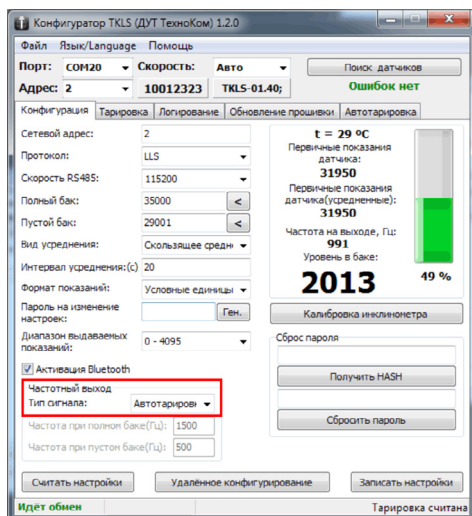 Конфигуратор TKLS (ДУТ ТехноКом) 1.2.0
Файл Язык/Language Помощь
Порт: COM20 Скорость: Авто Поиск датчиков
Адрес: 2 10012323 TKLS-01.40; Ошибок нет
Конфигурация Тарировка Логирование Обновление прошивки Автотарировка
Сетевой адрес: 2
Протокол: LLS
Скорость RS485: 115200
Полный бак: 35000 <
Пустой бак: 29001 <
Вид усреднения: Скользящее средн
Интервал усреднения:(с) 20
Формат показаний: Условные единицы
Пароль на изменение
настроек: Ген.
Диапазон выдаваемых
показаний: 0 - 4095
Активация Bluetooth
Частотный выход
Тип сигнала: Автотарировк
Частота при полном баке(Гц): 1500
Частота при пустом баке(Гц): 500
t = 29 ºC
Первичные показания
датчика:
31950
Первичные показания
датчика(усредненные):
31950
Частота на выходе, Гц:
991
Уровень в баке:
2013
49 %
Калибровка инклинометра
Сброс пароля
Получить HASH
Сбросить пароль
Считать настройки Удалённое конфигурирование Записать настройки
Идёт обмен Тарировка считана